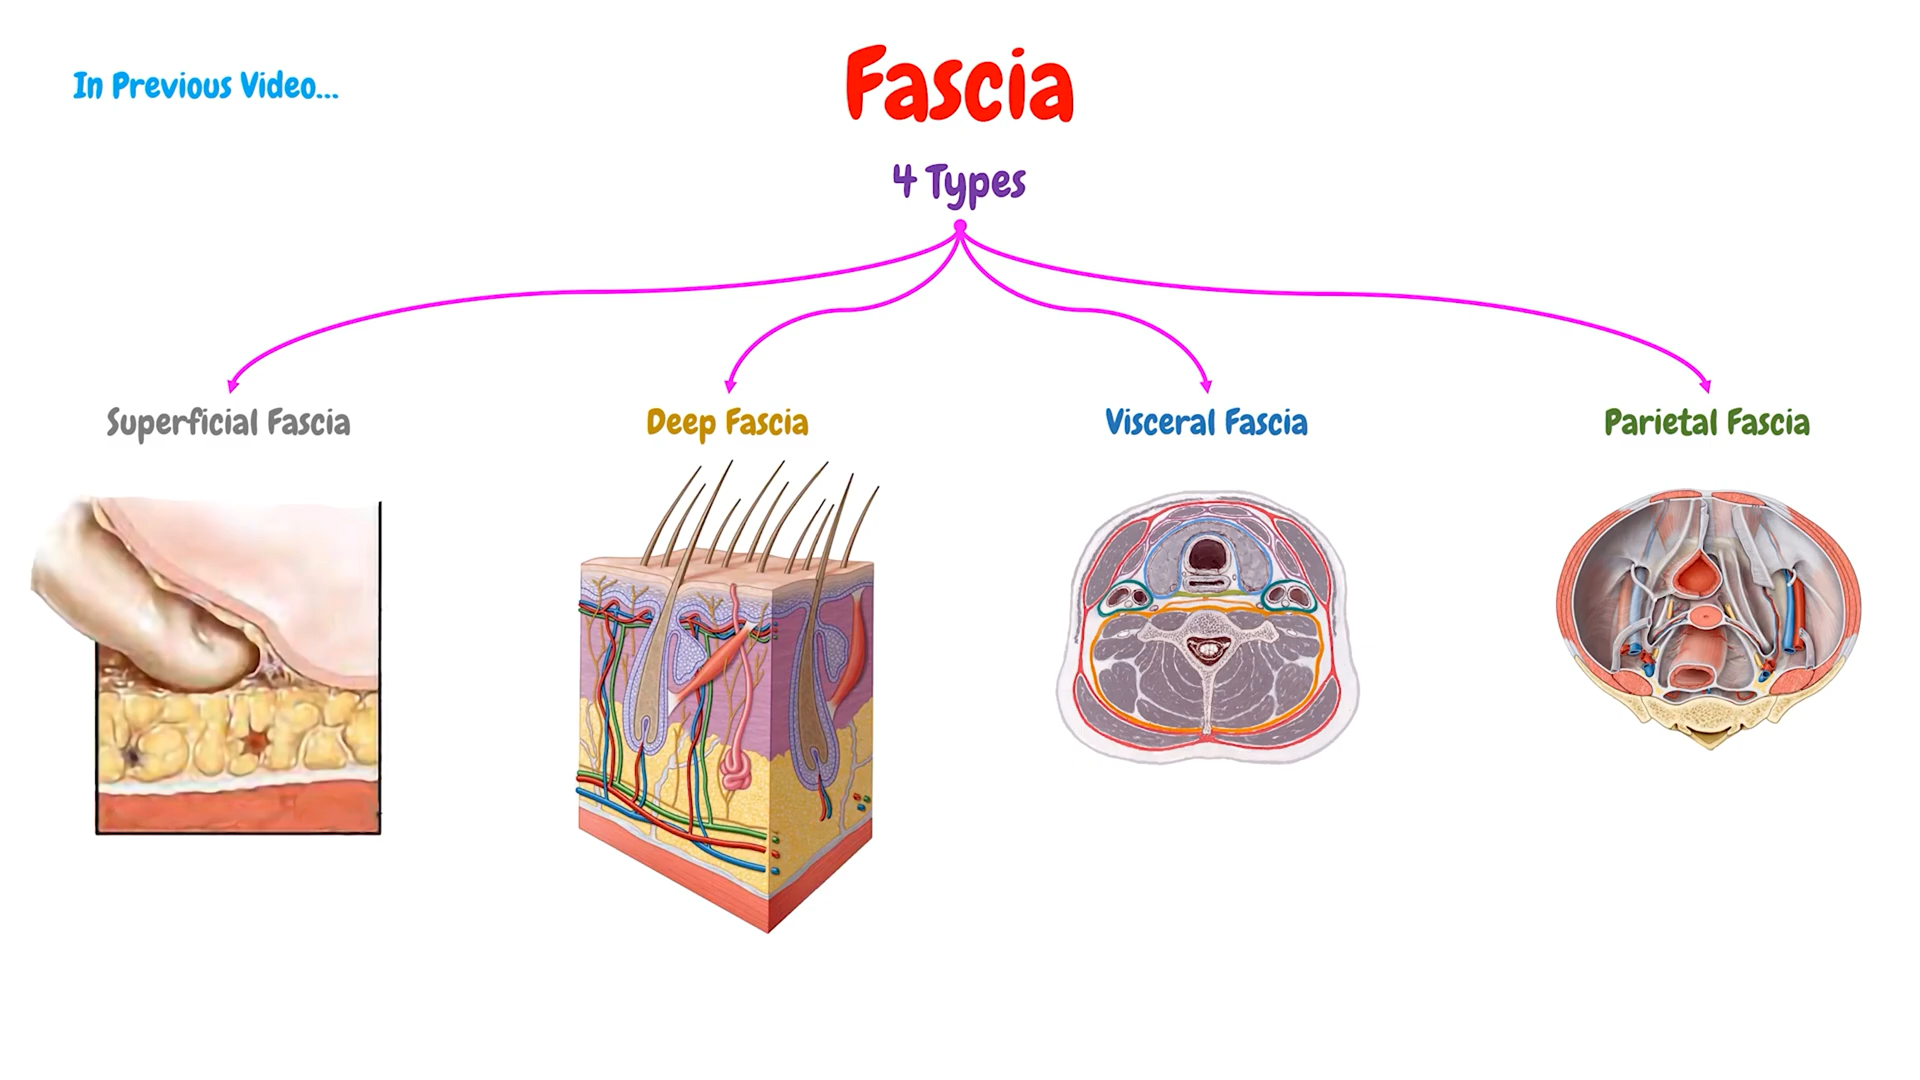 In Previous Video...
Fascia
4 Types
Superficial Fascia
Deep Fascia
Visceral Fascia
Parietal Fascia